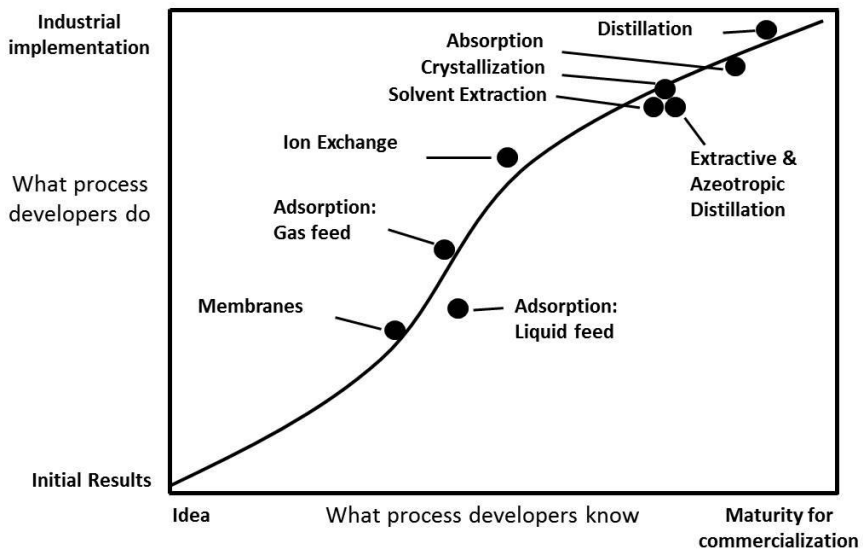 Industrial
implementation
Distillation
Absorption
Crystallization
Solvent Extraction
Ion Exchange
Extractive &
Azeotropic
Distillation
What process
developers do
Adsorption:
Gas feed
Membranes
Adsorption:
Liquid feed
Initial Results
Idea
What process developers know
Maturity for
commercialization